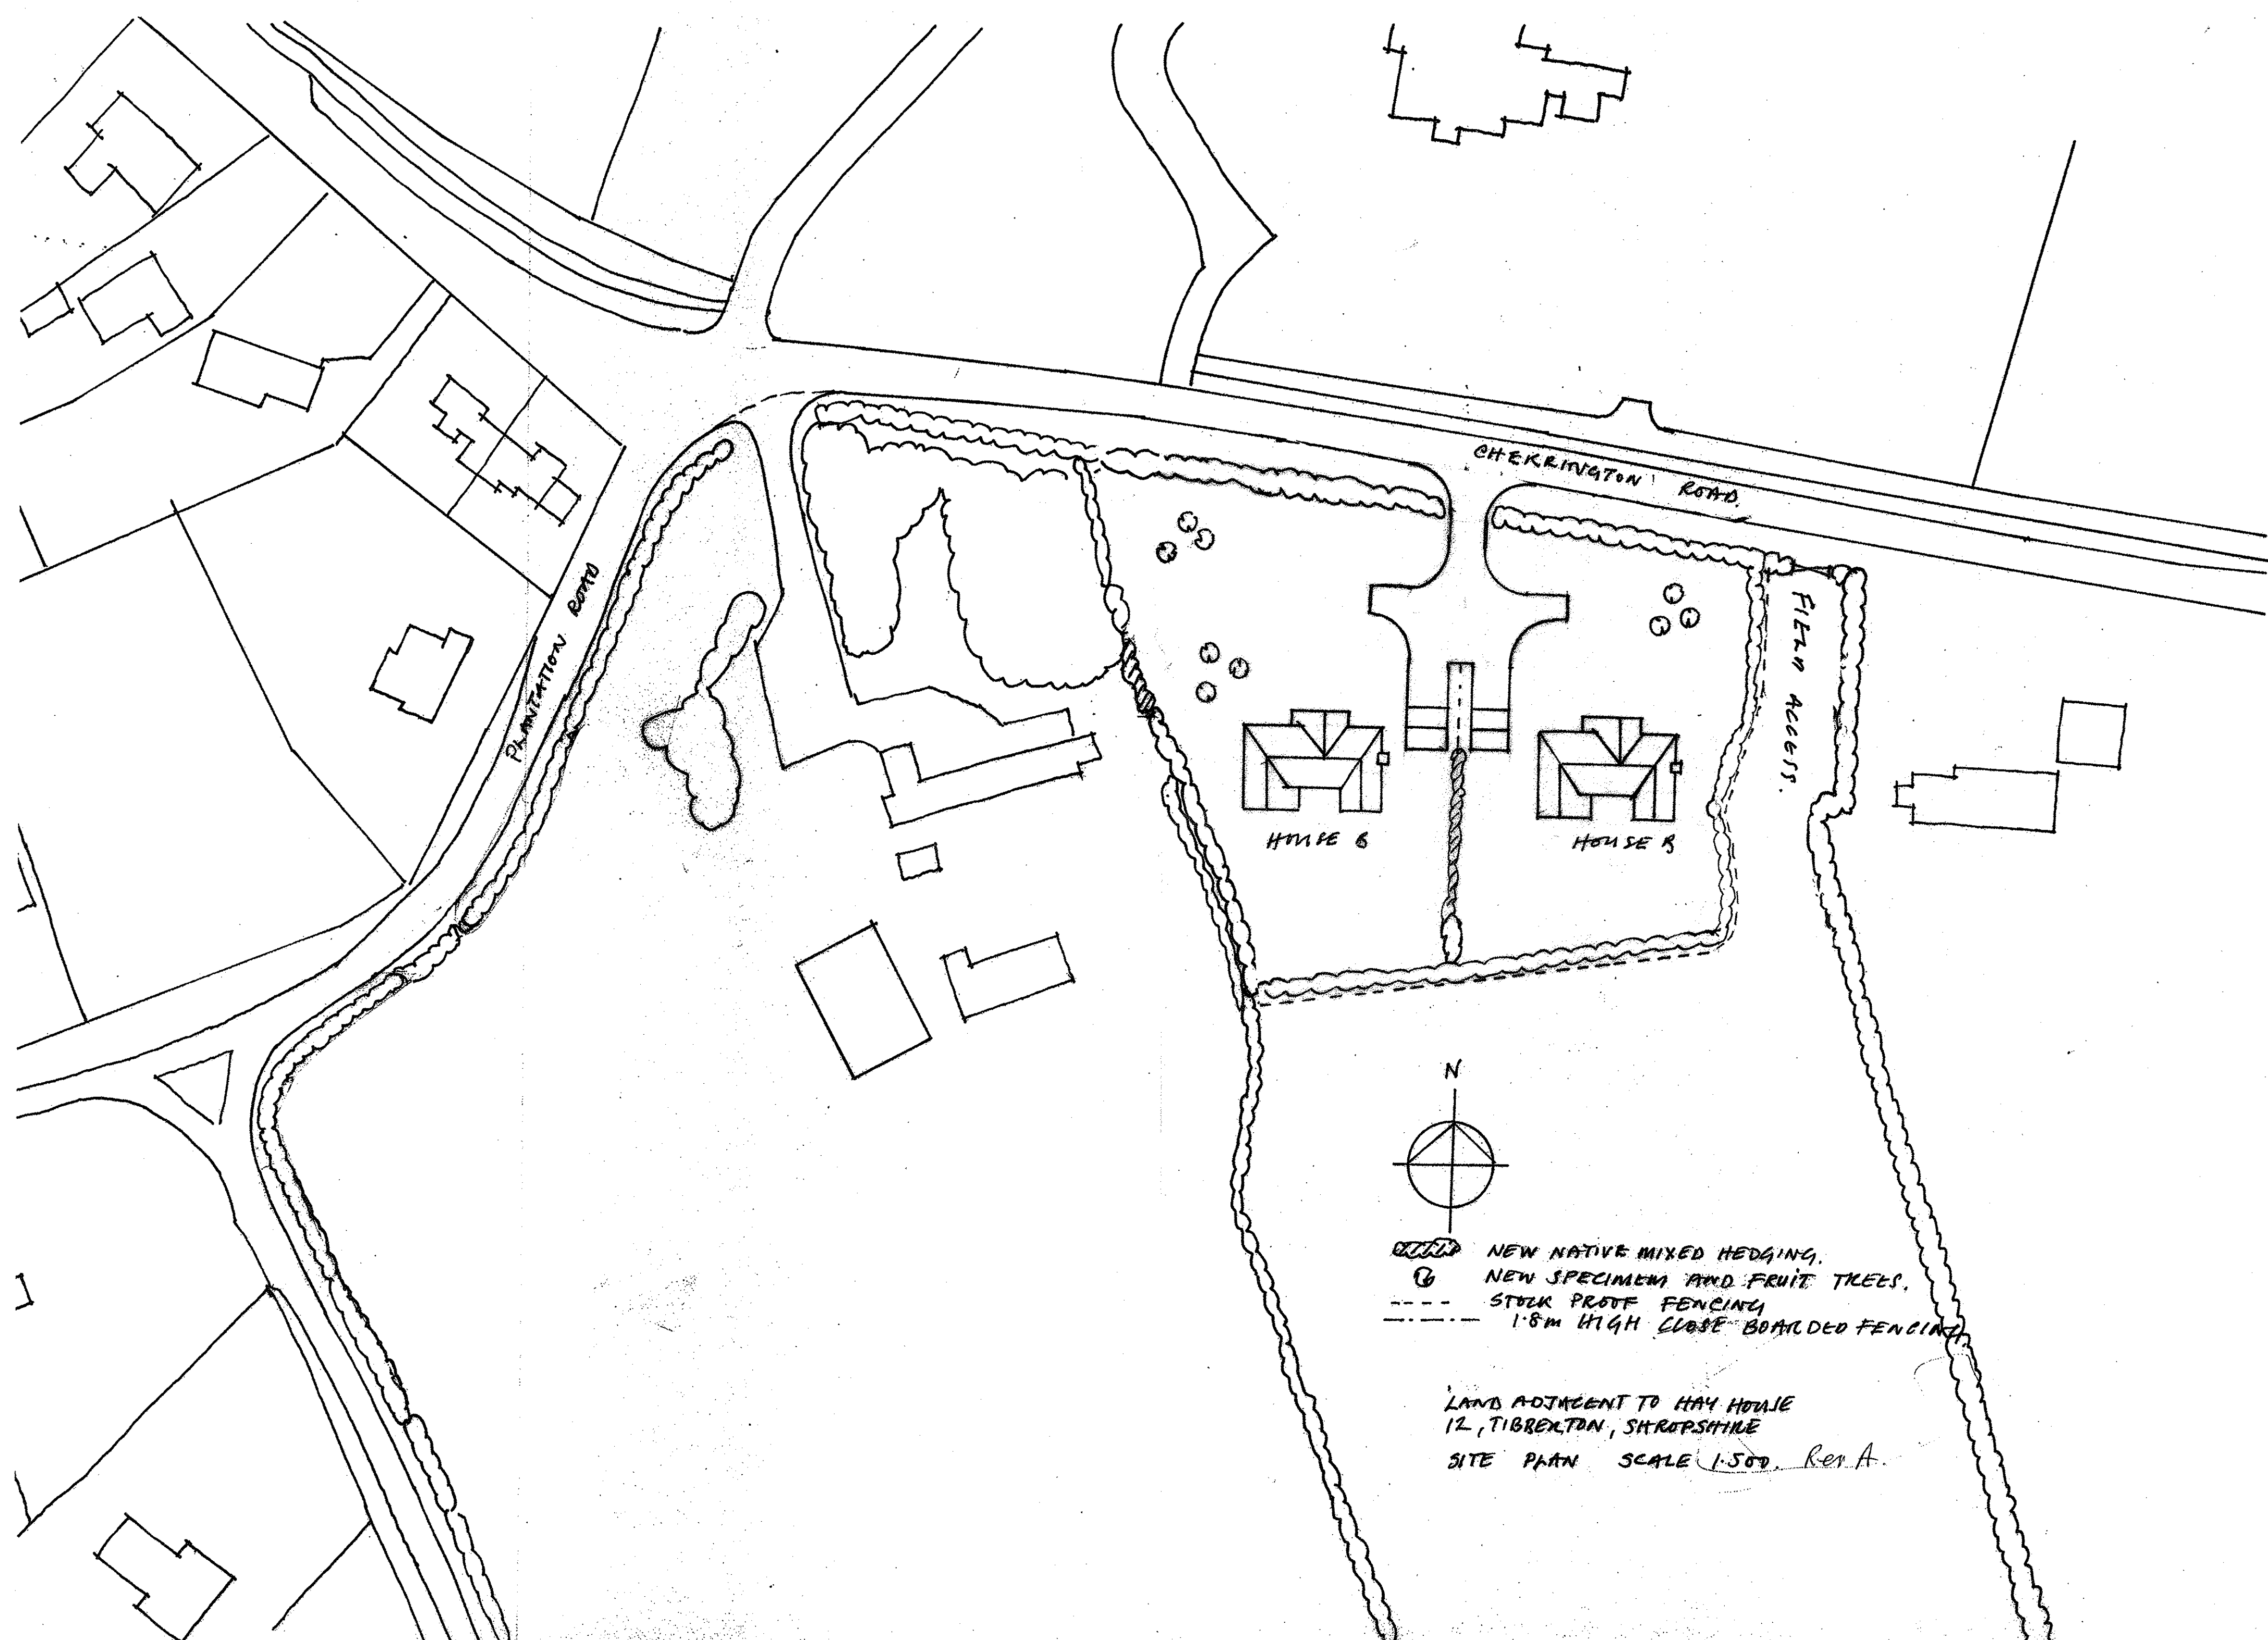 CHERRINGTON ROAD.
PLANTATION ROAD
FIELD ACCESS.
HOUSE B
HOUSE B
N
NEW NATIVE MIXED HEDGING.
NEW SPECIMEN AND FRUIT TREES.
STOCK PROOF FENCING
1.8m HIGH CLOSE BOARDED FENCING.
LAND ADJACENT TO HAY HOUSE
12, TIBBERTON, SHROPSHIRE
SITE PLAN SCALE 1.500. Rev A.